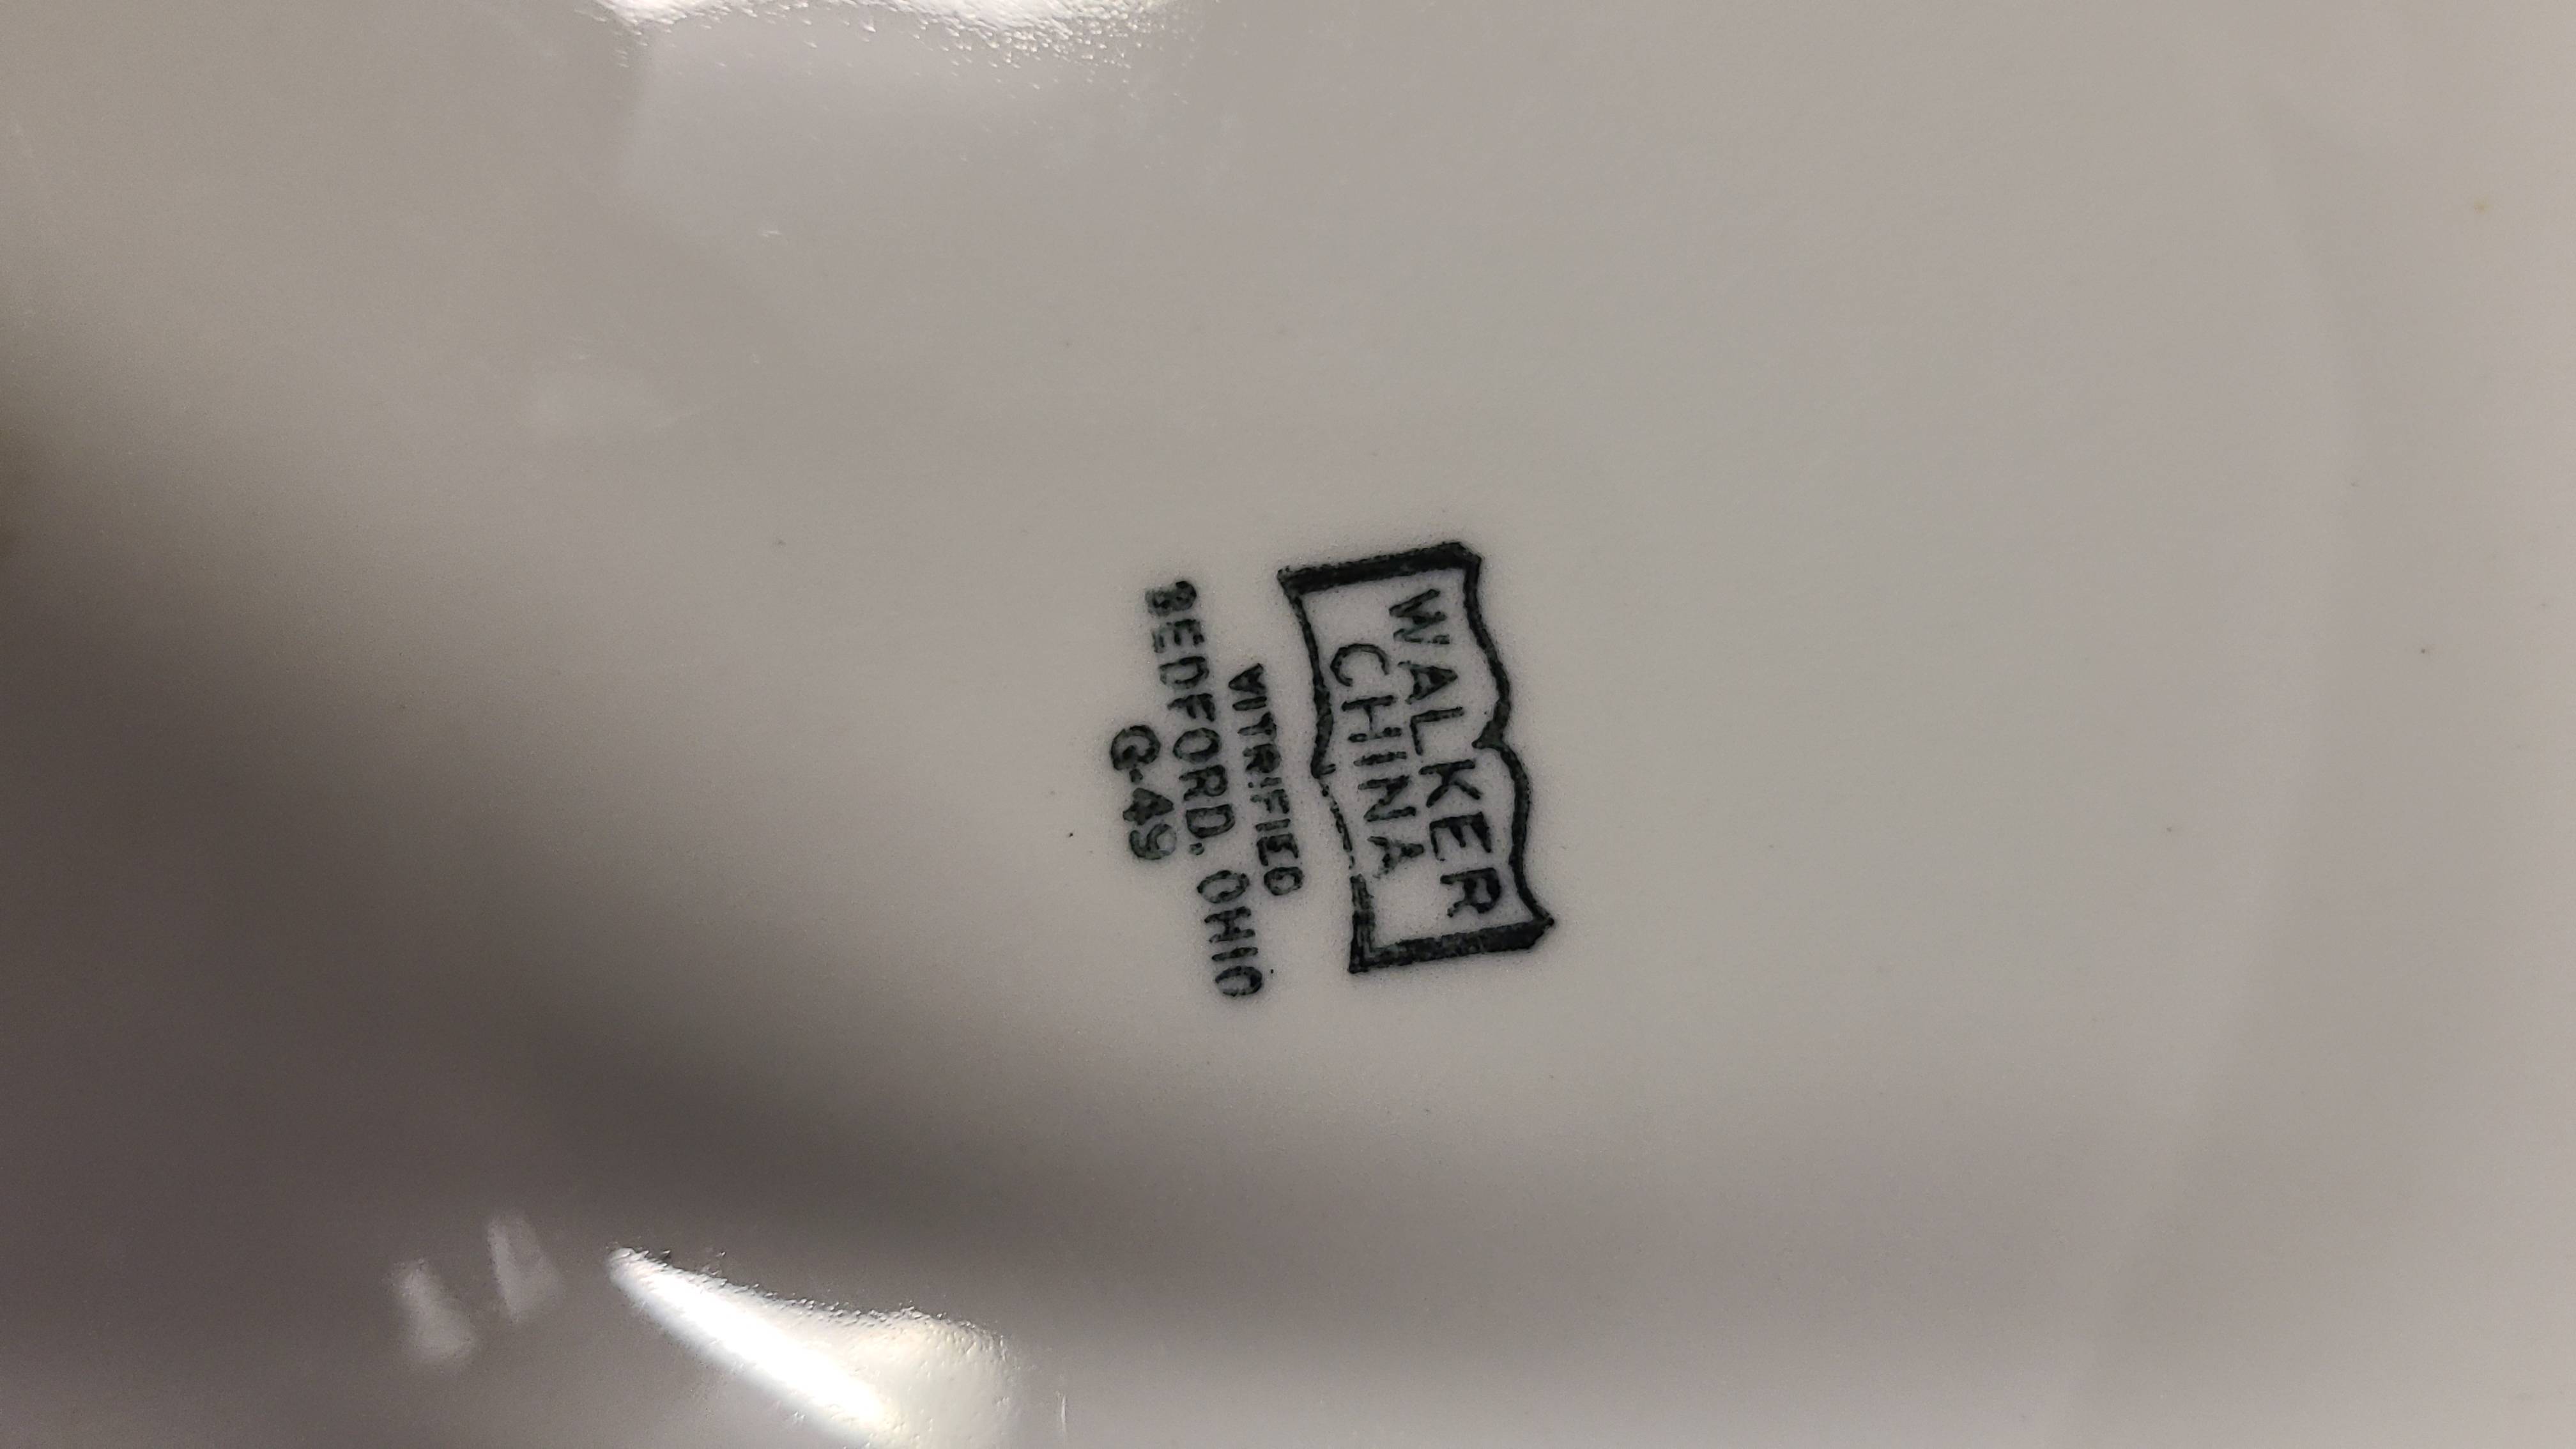 WALKER
CHINA
VITRIFIED
BEDFORD, OHIO
G-49